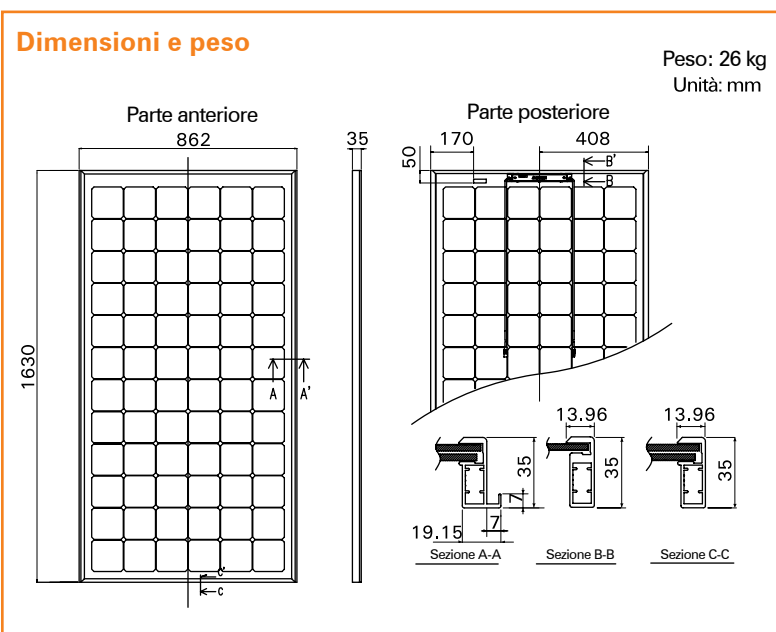 Dimensioni e peso
Peso: 26 kg
Unità: mm
Parte anteriore
862
35
Parte posteriore
170
408
50
B'
B
1630
A
A'
13.96
13.96
35
35
35
7
7
19.15
Sezione A-A
Sezione B-B
Sezione C-C
C'
C